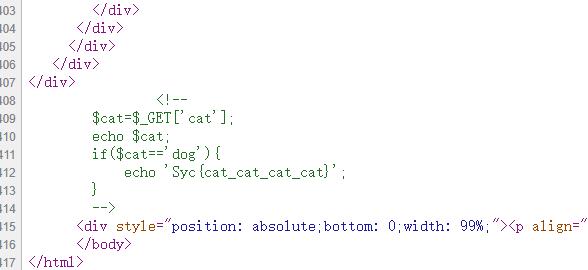 403 </div>
404 </div>
405 </div>
406 </div>
407 </div>
408 <!--
409 $cat=$_GET['cat'];
410 echo $cat;
411 if($cat=='dog'){
412 echo 'Syc{cat_cat_cat_cat}';
413 }
414 -->
415 <div style="position: absolute;bottom: 0;width: 99%;"><p align="
416 </body>
417 </html>